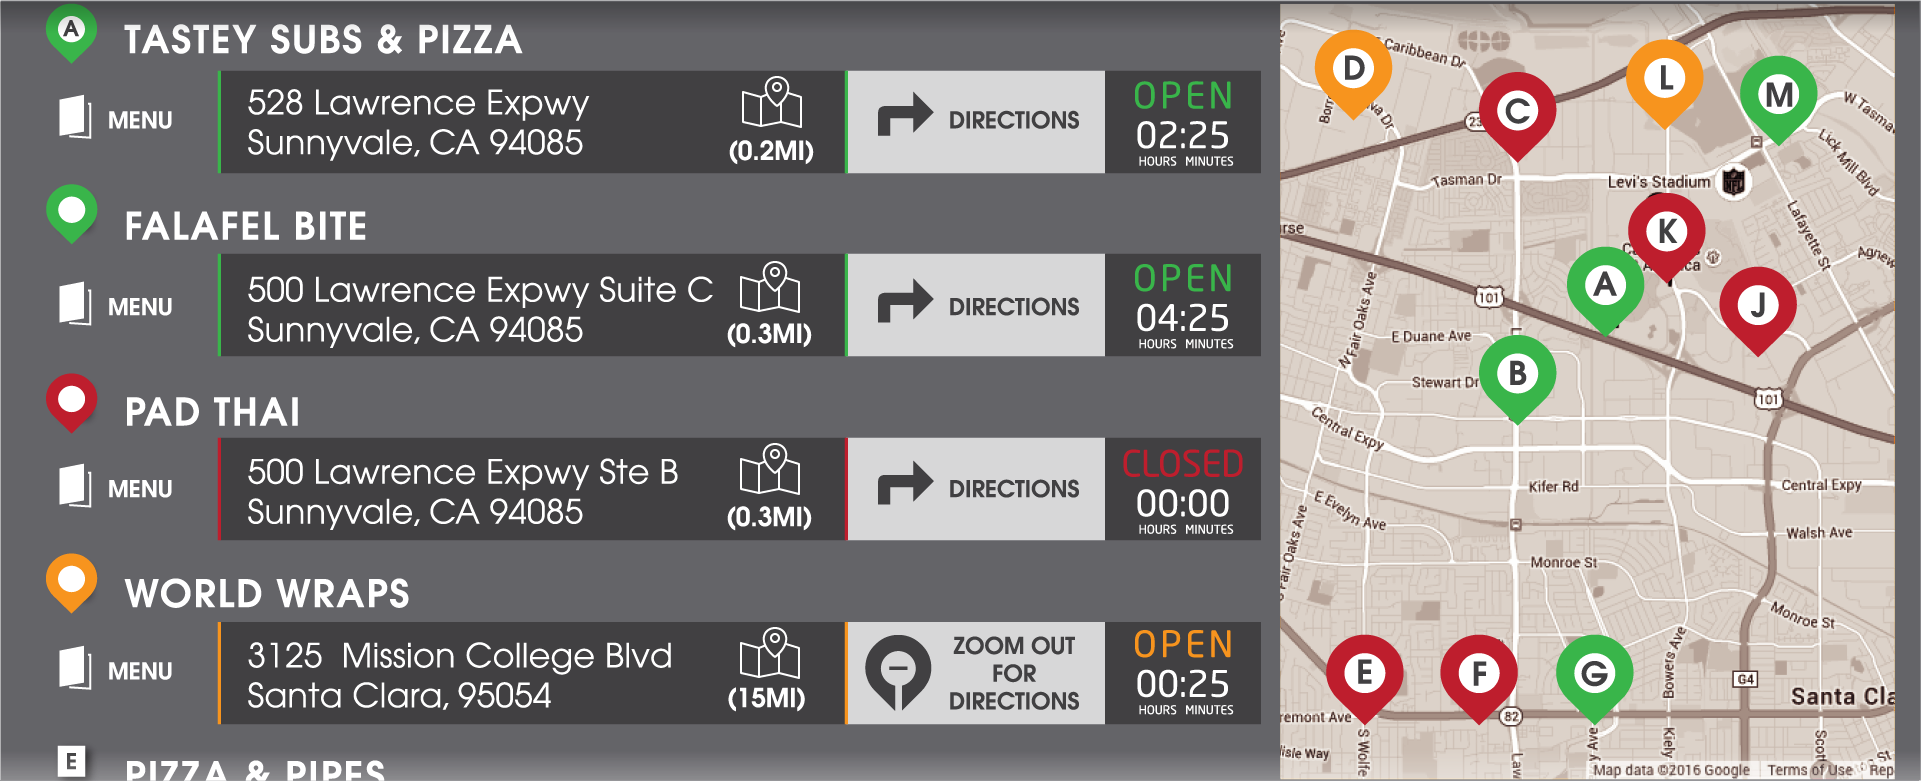 A
TASTEY SUBS & PIZZA
MENU
528 Lawrence Expwy
Sunnyvale, CA 94085
(0.2MI)
DIRECTIONS
OPEN
02:25
HOURS MINUTES
FALAFEL BITE
MENU
500 Lawrence Expwy Suite C
Sunnyvale, CA 94085
(0.3MI)
DIRECTIONS
OPEN
04:25
HOURS MINUTES
PAD THAI
MENU
500 Lawrence Expwy Ste B
Sunnyvale, CA 94085
(0.3MI)
DIRECTIONS
CLOSED
00:00
HOURS MINUTES
WORLD WRAPS
MENU
3125 Mission College Blvd
Santa Clara, 95054
(15MI)
ZOOM OUT
FOR
DIRECTIONS
OPEN
00:25
HOURS MINUTES
E
PIZZA & PIPES
Caribbean Dr
D
L
M
C
W Tasma
Lick Mill Blvd
Tasman Dr
Levi's Stadium
NFL
K
Lafayette St
Agnew
A
J
101
N Fair Oaks Ave
E Duane Ave
B
Stewart Dr
101
Central Expy
Kifer Rd
Central Expy
E Evelyn Ave
Walsh Ave
Fair Oaks Ave
Monroe St
Monroe St
Bowers Ave
E
F
G
G4
Santa Cla
remont Ave
82
S Wolfe
Kiely
Scot
Law
isle Way
Map data ©2016 Google
Terms of Use
Rep